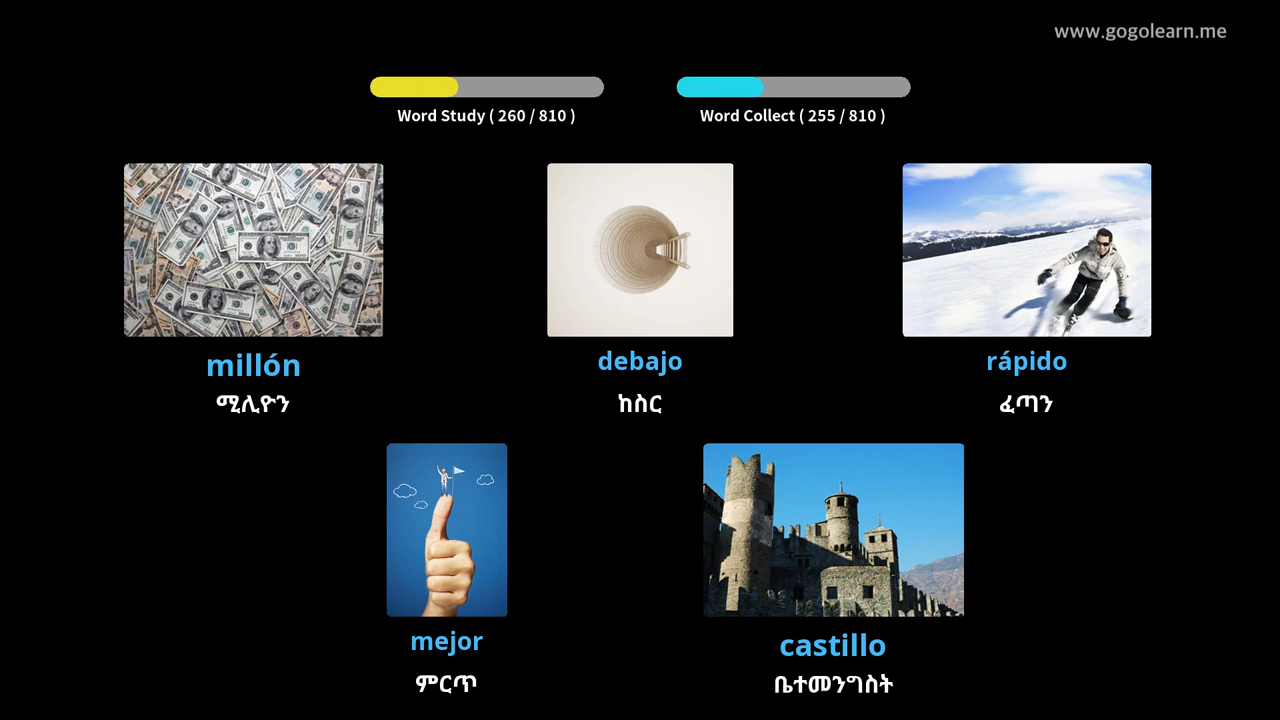 www.gogolearn.me
Word Study ( 260 / 810 )
Word Collect ( 255 / 810 )
millón
ሚሊዮን
debajo
ከስር
rápido
ፈጣን
mejor
ምርጥ
castillo
ቤተመንግስት